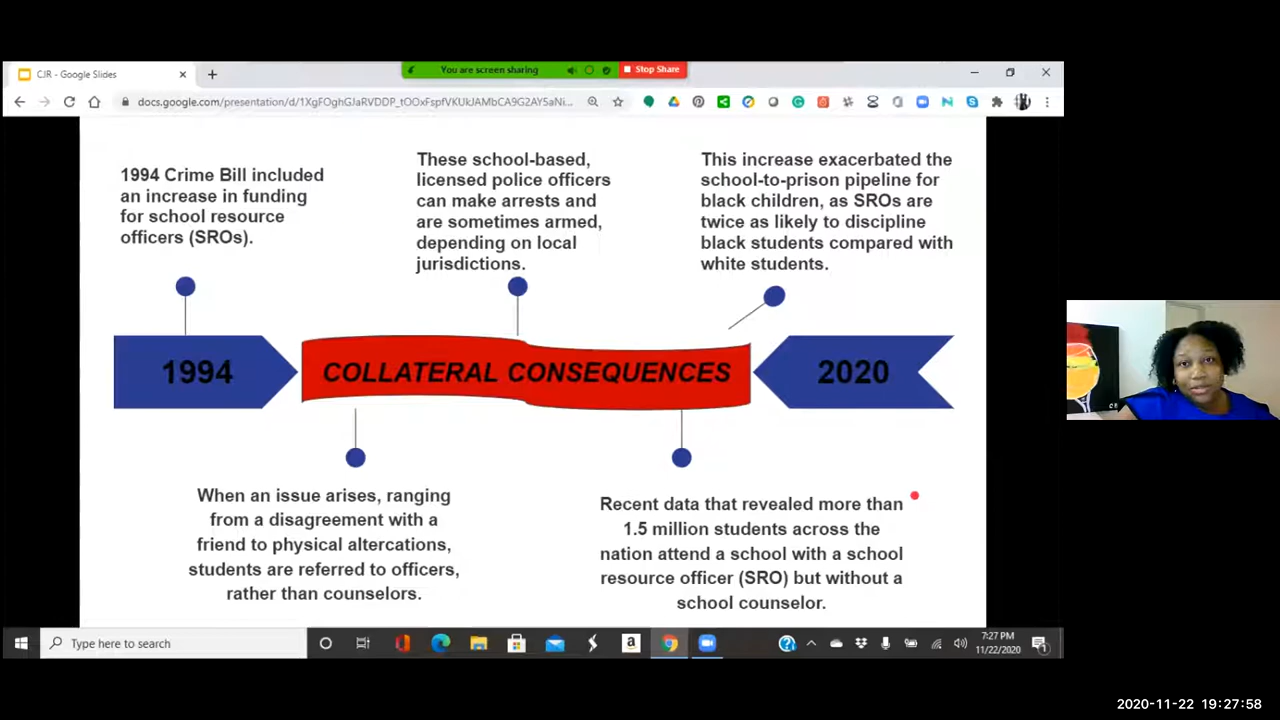 CJR - Google Slides
You are screen sharing
Stop Share
1994 Crime Bill included
an increase in funding
for school resource
officers (SROs).
These school-based,
licensed police officers
can make arrests and
are sometimes armed,
depending on local
jurisdictions.
This increase exacerbated the
school-to-prison pipeline for
black children, as SROs are
twice as likely to discipline
black students compared with
white students.
1994
COLLATERAL CONSEQUENCES
2020
When an issue arises, ranging
from a disagreement with a
friend to physical altercations,
students are referred to officers,
rather than counselors.
Recent data that revealed more than
1.5 million students across the
nation attend a school with a school
resource officer (SRO) but without a
school counselor.
Type here to search
7:27 PM
11/22/2020
2020-11-22 19:27:58